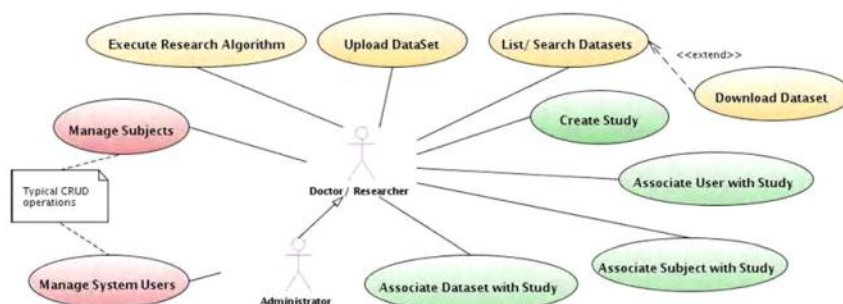 Execute Research Algorithm
Upload DataSet
List/ Search Datasets
<<extend>>
Download Dataset
Manage Subjects
Create Study
Typical CRUD
operations
Doctor/ Researcher
Associate User with Study
Manage System Users
Administrator
Associate Dataset with Study
Associate Subject with Study